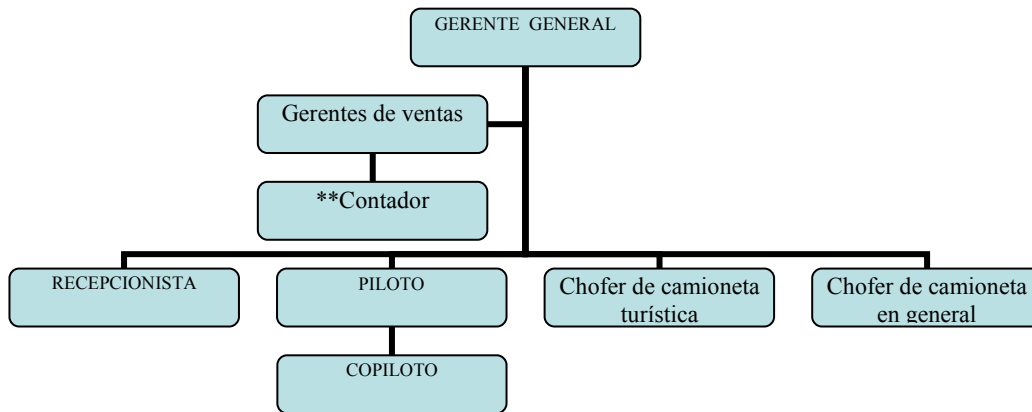 GERENTE GENERAL
Gerentes de ventas
**Contador
RECEPCIONISTA
PILOTO
Chofer de camioneta
turística
Chofer de camioneta
en general
COPILOTO